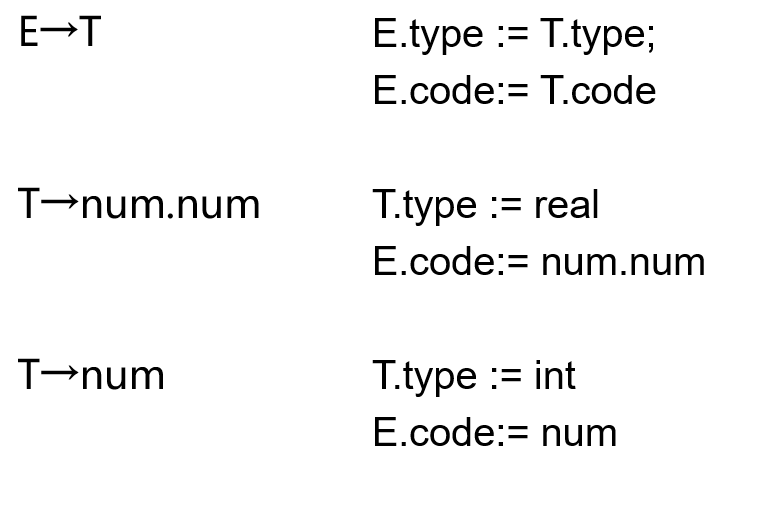 E→T E.type := T.type;
E.code:= T.code
T→num.num T.type := real
E.code:= num.num
T→num T.type := int
E.code:= num